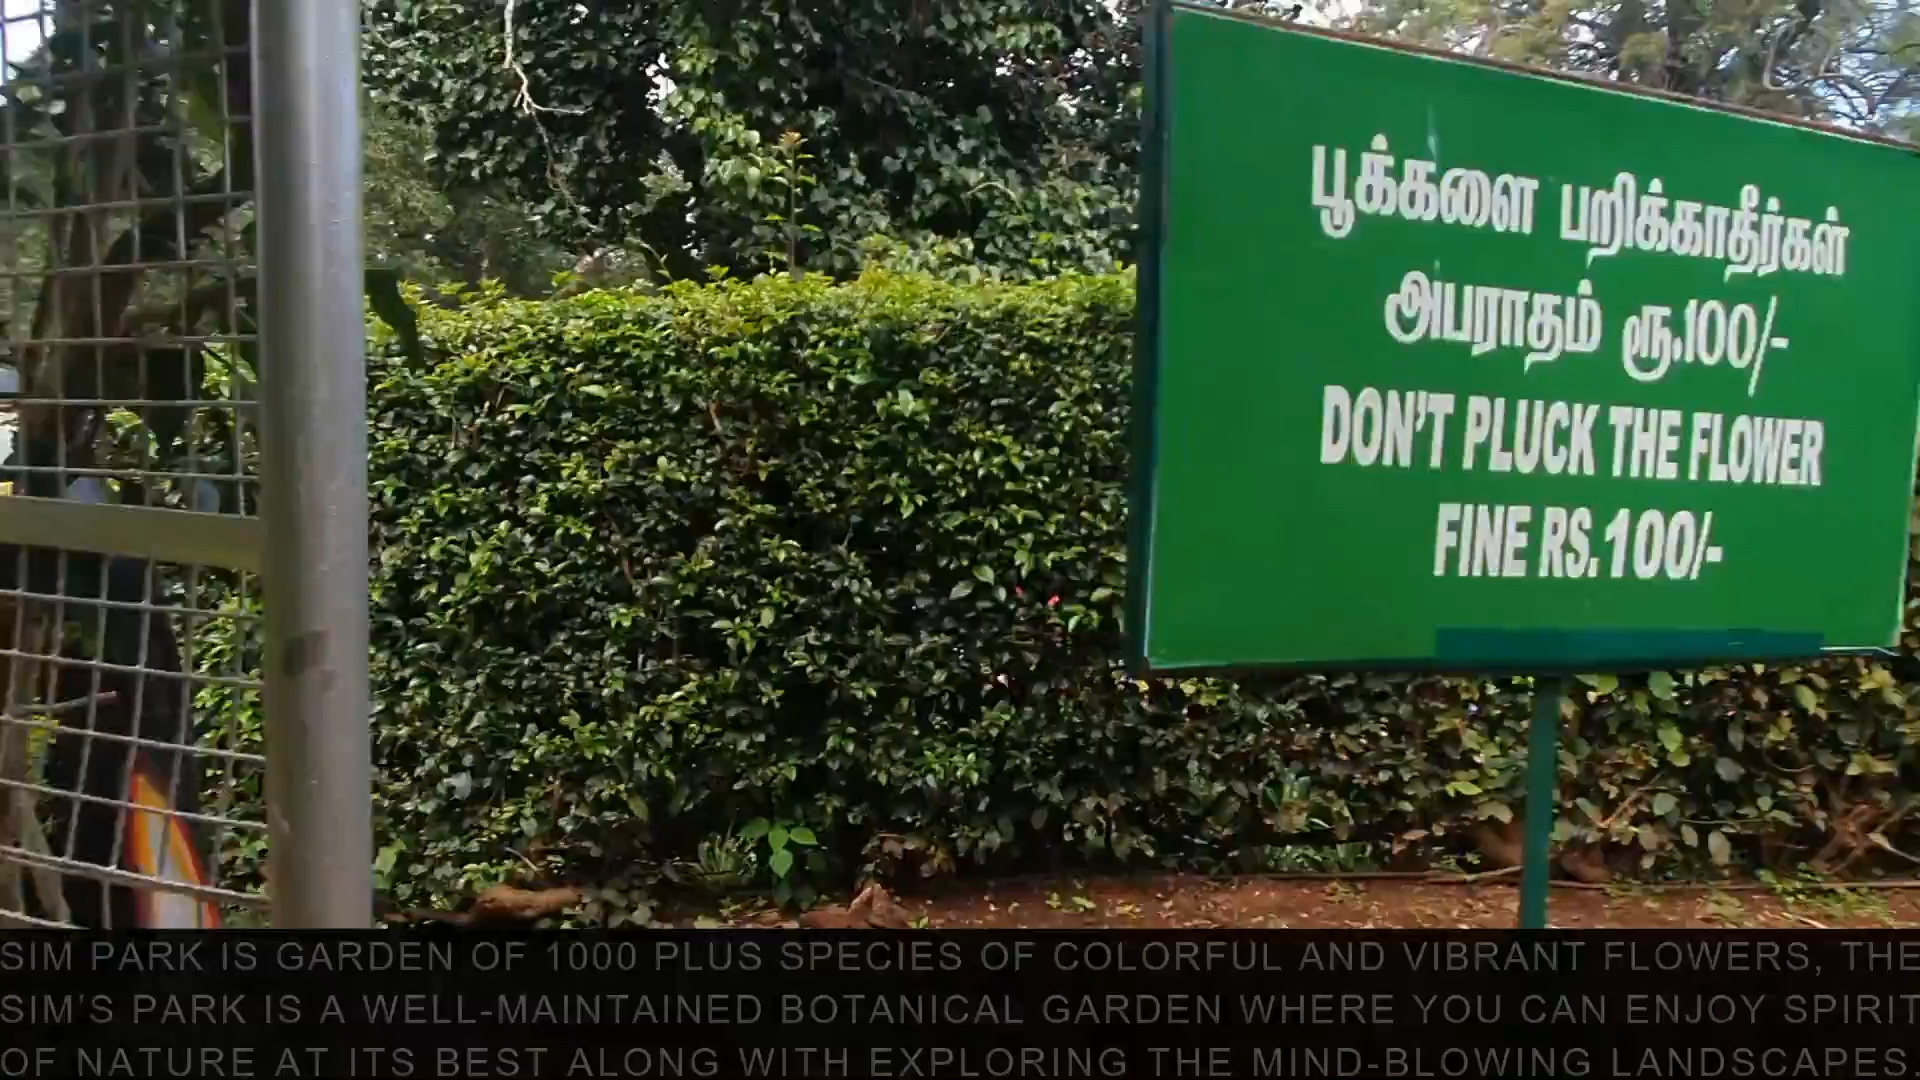 பூக்களை பறிக்காதீர்கள்
அபராதம் ரூ.100/-
DON'T PLUCK THE FLOWER
FINE RS.100/-
SIM PARK IS GARDEN OF 1000 PLUS SPECIES OF COLORFUL AND VIBRANT FLOWERS, THE
SIM'S PARK IS A WELL-MAINTAINED BOTANICAL GARDEN WHERE YOU CAN ENJOY SPIRIT
OF NATURE AT ITS BEST ALONG WITH EXPLORING THE MIND-BLOWING LANDSCAPES.